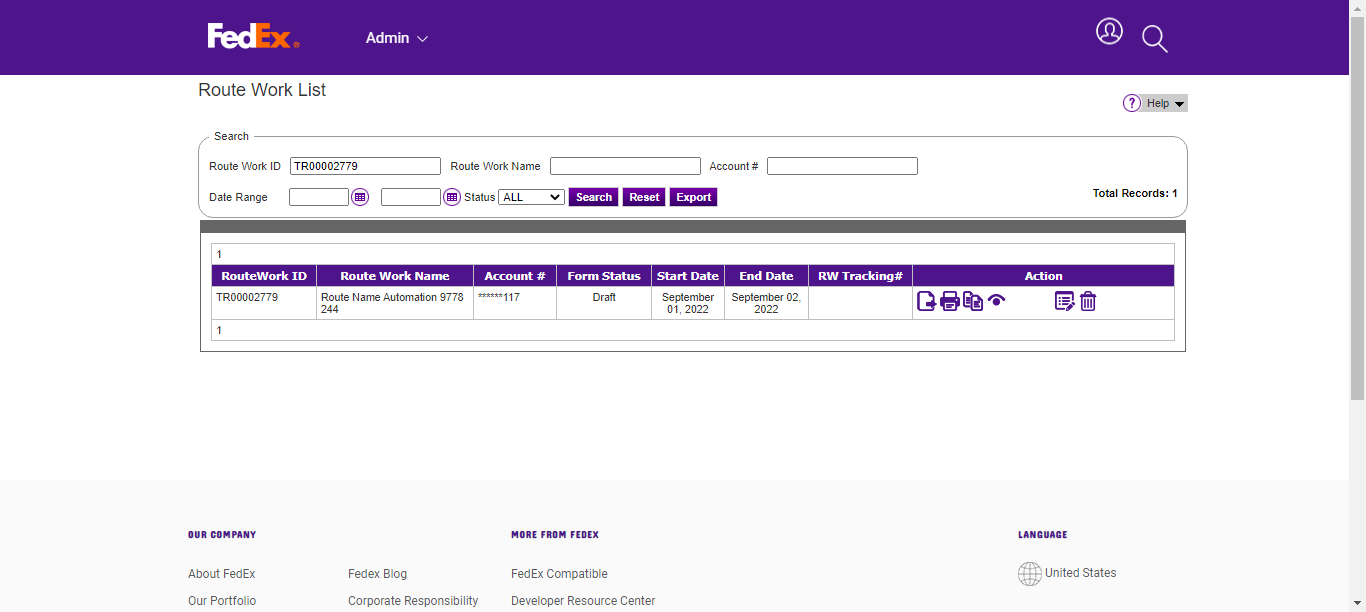 FedEx®
Admin
Route Work List
? Help
Search
Route Work ID TR00002779 Route Work Name Account #
Date Range Status ALL Search Reset Export Total Records: 1
1
RouteWork ID Route Work Name Account # Form Status Start Date End Date RW Tracking# Action
TR00002779 Route Name Automation 9778 ******117 Draft September September 02,
244 01, 2022 2022
1
OUR COMPANY MORE FROM FEDEX LANGUAGE
About FedEx Fedex Blog FedEx Compatible United States
Our Portfolio Corporate Responsibility Developer Resource Center